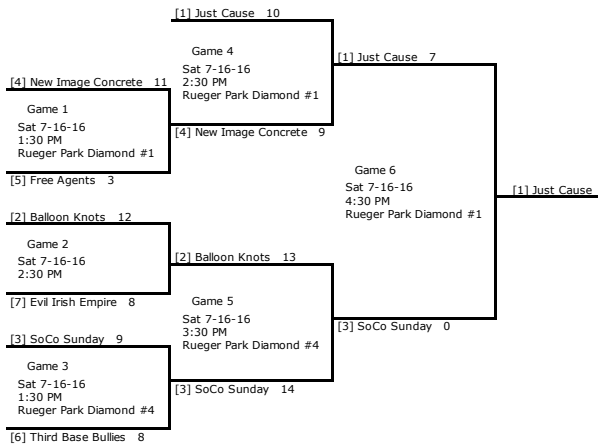 [1] Just Cause 10
Game 4
Sat 7-16-16
2:30 PM
Rueger Park Diamond #1
[4] New Image Concrete 9
[4] New Image Concrete 11
Game 1
Sat 7-16-16
1:30 PM
Rueger Park Diamond #1
[5] Free Agents 3
[2] Balloon Knots 12
Game 2
Sat 7-16-16
2:30 PM
[7] Evil Irish Empire 8
[3] SoCo Sunday 9
Game 3
Sat 7-16-16
1:30 PM
Rueger Park Diamond #4
[6] Third Base Bullies 8
[2] Balloon Knots 13
Game 5
Sat 7-16-16
3:30 PM
Rueger Park Diamond #4
[3] SoCo Sunday 14
[1] Just Cause 7
Game 6
Sat 7-16-16
4:30 PM
Rueger Park Diamond #1
[3] SoCo Sunday 0
[1] Just Cause